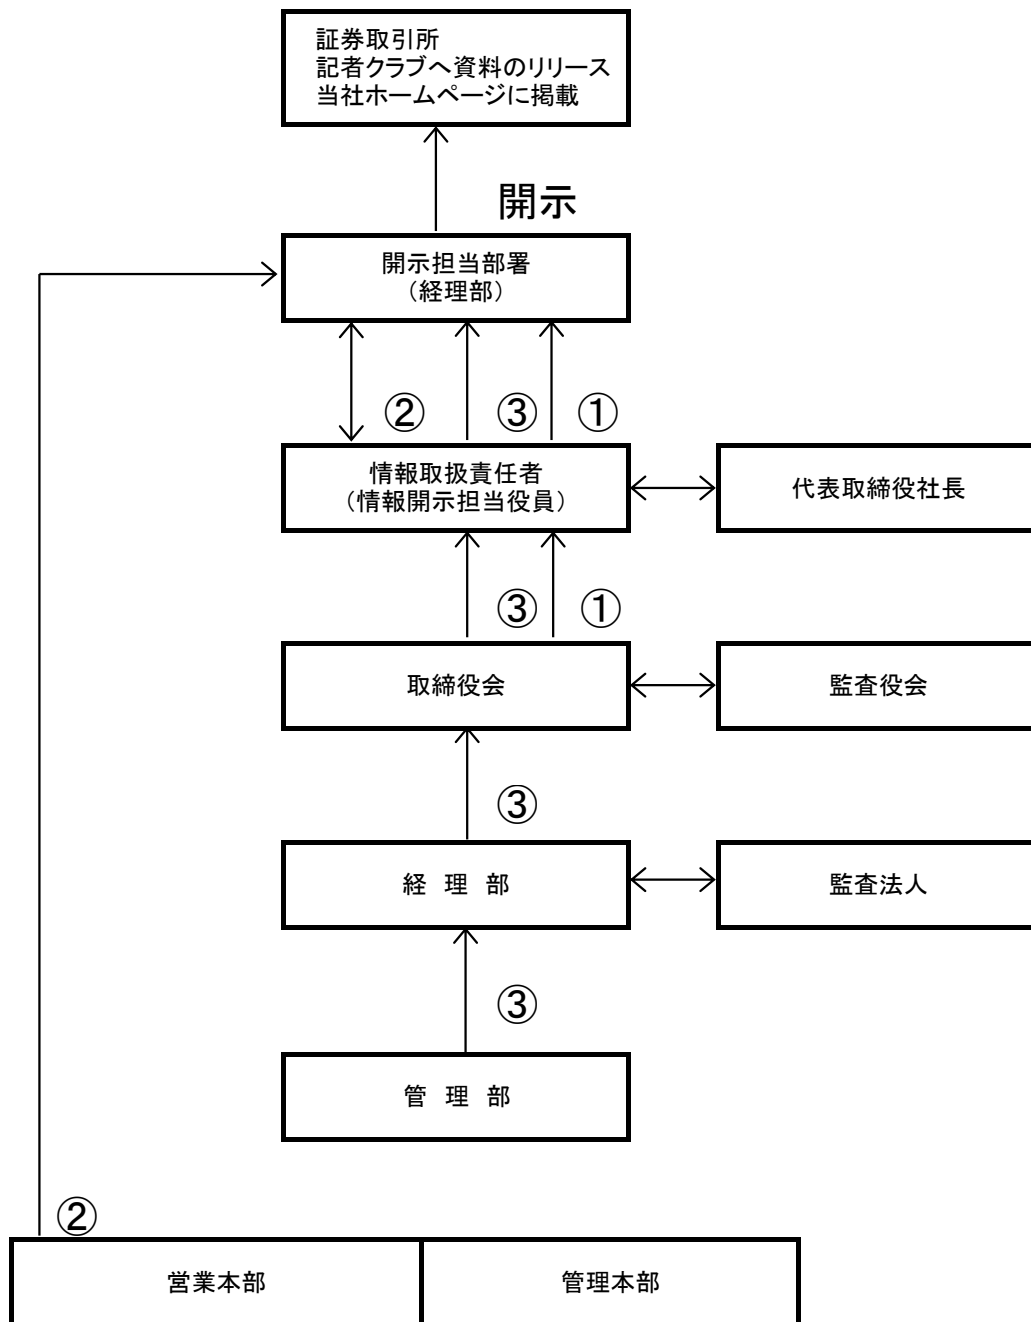 証券取引所
記者クラブへ資料のリリース
当社ホームページに掲載
開示
開示担当部署
（経理部）
②
③
①
情報取扱責任者
（情報開示担当役員）
代表取締役社長
③
①
取締役会
監査役会
③
経 理 部
監査法人
③
管 理 部
②
営業本部
管理本部